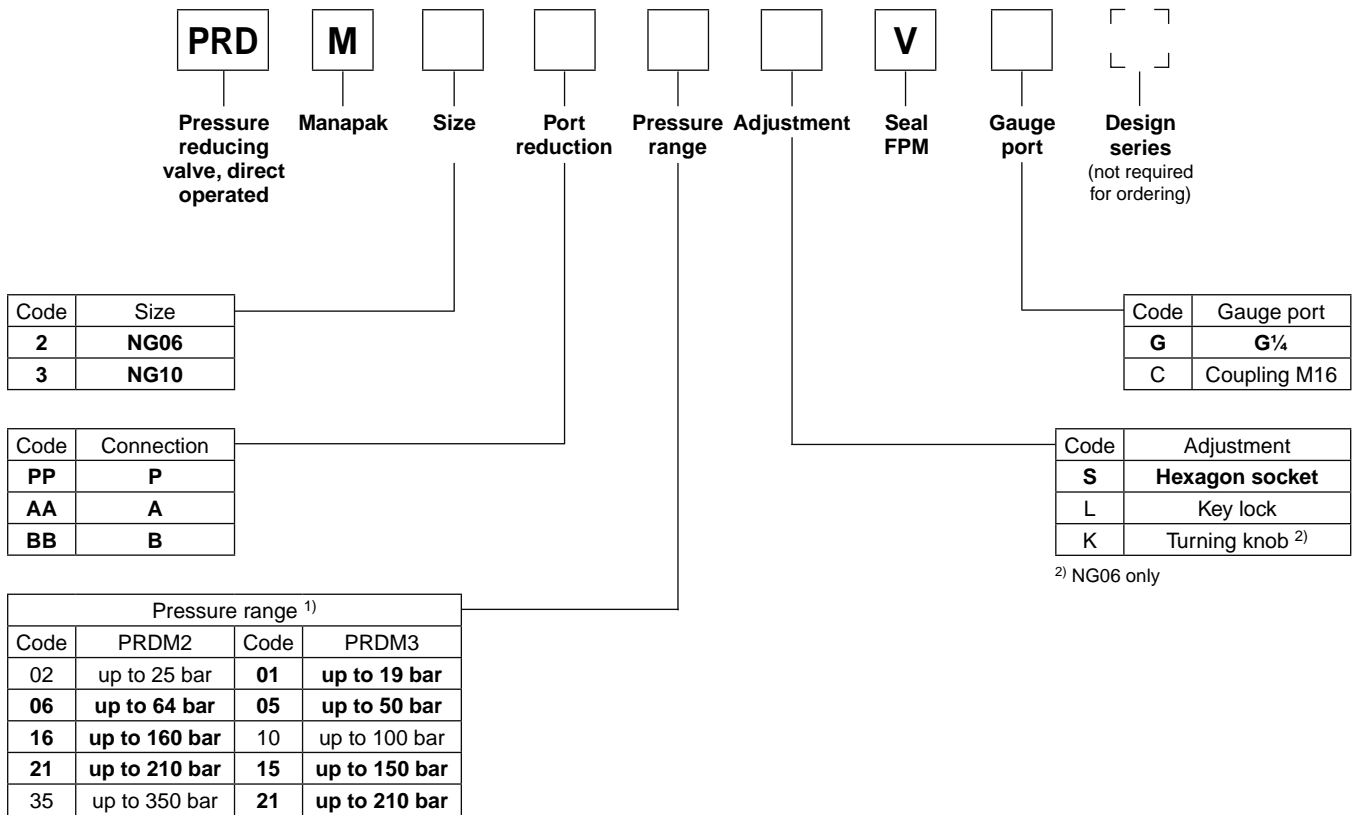 PRD M V
Pressure reducing valve, direct operated
Manapak
Size
Port reduction
Pressure range
Adjustment
Seal FPM
Gauge port
Design series
(not required for ordering)
Code Size
2 NG06
3 NG10
Code Gauge port
G G¼
C Coupling M16
Code Connection
PP P
AA A
BB B
Code Adjustment
S Hexagon socket
L Key lock
K Turning knob 2)
2) NG06 only
Pressure range 1)
Code PRDM2 Code PRDM3
02 up to 25 bar 01 up to 19 bar
06 up to 64 bar 05 up to 50 bar
16 up to 160 bar 10 up to 100 bar
21 up to 210 bar 15 up to 150 bar
35 up to 350 bar 21 up to 210 bar